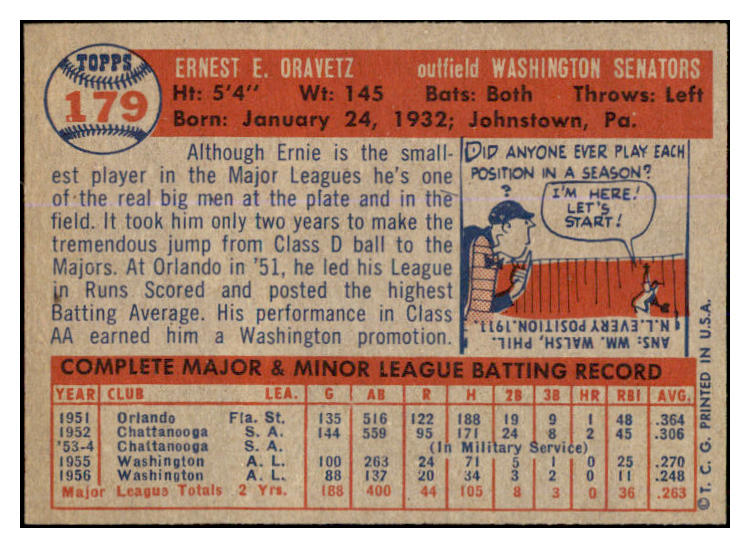 TOPPS
179
ERNEST E. ORAVETZ outfield WASHINGTON SENATORS
Ht: 5'4" Wt: 145 Bats: Both Throws: Left
Born: January 24, 1932; Johnstown, Pa.
Although Ernie is the small-
est player in the Major Leagues he's one
of the real big men at the plate and in the
field. It took him only two years to make the
tremendous jump from Class D ball to the
Majors. At Orlando in '51, he led his League
in Runs Scored and posted the highest
Batting Average. His performance in Class
AA earned him a Washington promotion.
DID ANYONE EVER PLAY EACH
POSITION IN A SEASON?
?
I'M HERE!
LET'S
START!
ANS: WM. WALSH, PHIL.
N.L. EVERY POSITION, 1911.
COMPLETE MAJOR & MINOR LEAGUE BATTING RECORD
YEAR CLUB LEA. G AB R H 2B 3B HR RBI AVG.
1951 Orlando Fla. St. 135 516 122 188 19 9 1 48 .364
1952 Chattanooga S. A. 144 559 95 171 24 8 2 45 .306
'53-4 Chattanooga S. A. (In Military Service)
1955 Washington A. L. 100 263 24 71 5 1 0 25 .270
1956 Washington A. L. 88 137 20 34 3 2 0 11 .248
Major League Totals 2 Yrs. 188 400 44 105 8 3 0 36 .263
© T. C. G. PRINTED IN U.S.A.